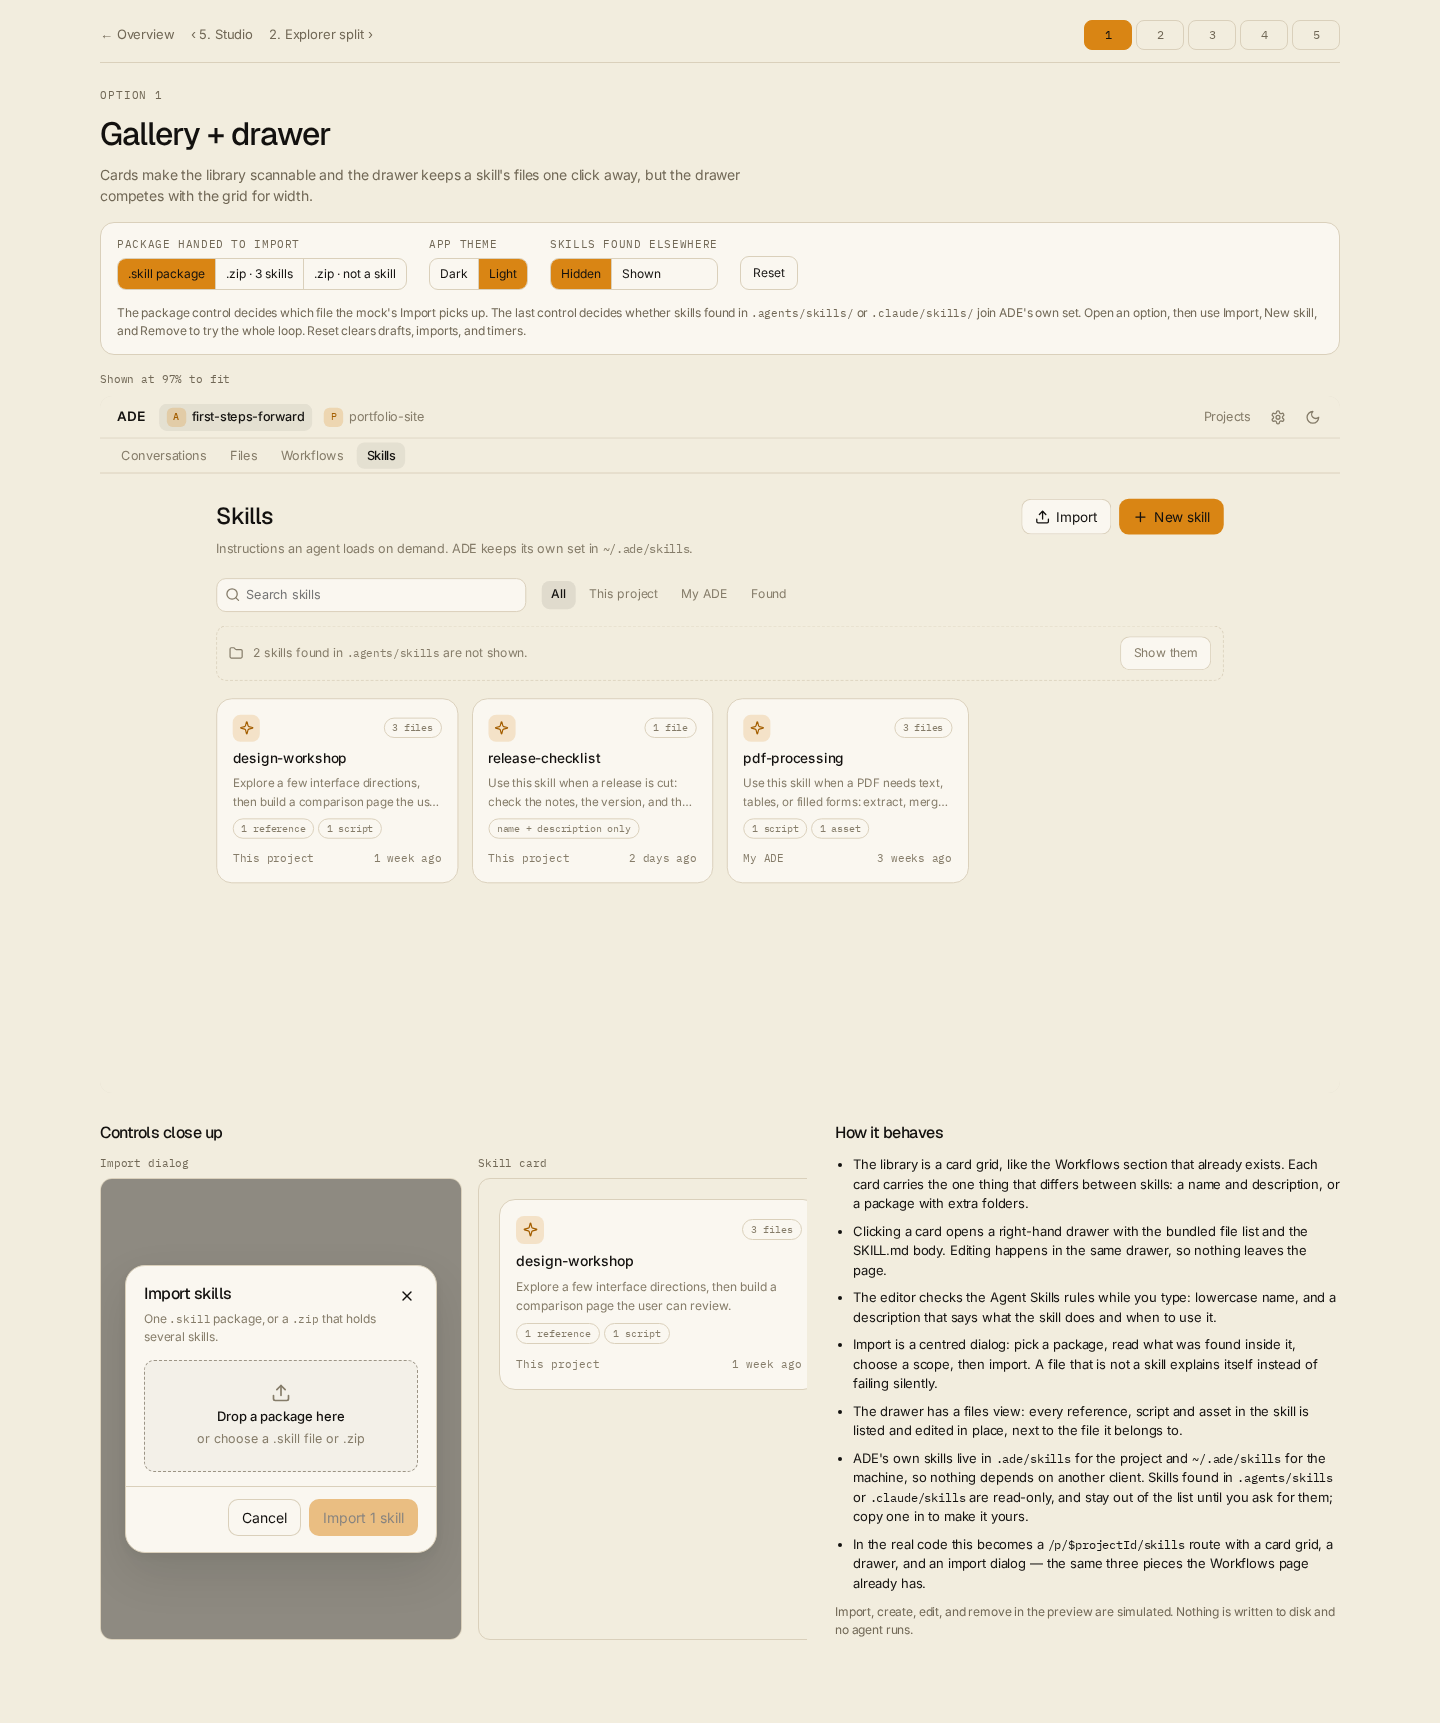 ← Overview ‹ 5. Studio 2. Explorer split › 1 2 3 4 5
OPTION 1
Gallery + drawer
Cards make the library scannable and the drawer keeps a skill's files one click away, but the drawer
competes with the grid for width.
PACKAGE HANDED TO IMPORT APP THEME SKILLS FOUND ELSEWHERE
.skill package .zip · 3 skills .zip · not a skill Dark Light Hidden Shown Reset
The package control decides which file the mock's Import picks up. The last control decides whether skills found in .agents/skills/ or .claude/skills/ join ADE's own set. Open an option, then use Import, New skill,
and Remove to try the whole loop. Reset clears drafts, imports, and timers.
Shown at 97% to fit
ADE A first-steps-forward P portfolio-site Projects
Conversations Files Workflows Skills
Skills Import New skill
Instructions an agent loads on demand. ADE keeps its own set in ~/.ade/skills.
Search skills All This project My ADE Found
2 skills found in .agents/skills are not shown. Show them
3 files
design-workshop
Explore a few interface directions,
then build a comparison page the us...
1 reference 1 script
This project 1 week ago
1 file
release-checklist
Use this skill when a release is cut:
check the notes, the version, and th...
name + description only
This project 2 days ago
3 files
pdf-processing
Use this skill when a PDF needs text,
tables, or filled forms: extract, merg...
1 script 1 asset
My ADE 3 weeks ago
Controls close up
Import dialog
Import skills
One .skill package, or a .zip that holds
several skills.
Drop a package here
or choose a .skill file or .zip
Cancel Import 1 skill
Skill card
3 files
design-workshop
Explore a few interface directions, then build a
comparison page the user can review.
1 reference 1 script
This project 1 week ago
How it behaves
• The library is a card grid, like the Workflows section that already exists. Each
card carries the one thing that differs between skills: a name and description, or
a package with extra folders.
• Clicking a card opens a right-hand drawer with the bundled file list and the
SKILL.md body. Editing happens in the same drawer, so nothing leaves the
page.
• The editor checks the Agent Skills rules while you type: lowercase name, and a
description that says what the skill does and when to use it.
• Import is a centred dialog: pick a package, read what was found inside it,
choose a scope, then import. A file that is not a skill explains itself instead of
failing silently.
• The drawer has a files view: every reference, script and asset in the skill is
listed and edited in place, next to the file it belongs to.
• ADE's own skills live in .ade/skills for the project and ~/.ade/skills for the
machine, so nothing depends on another client. Skills found in .agents/skills
or .claude/skills are read-only, and stay out of the list until you ask for them;
copy one in to make it yours.
• In the real code this becomes a /p/$projectId/skills route with a card grid, a
drawer, and an import dialog — the same three pieces the Workflows page
already has.
Import, create, edit, and remove in the preview are simulated. Nothing is written to disk and
no agent runs.